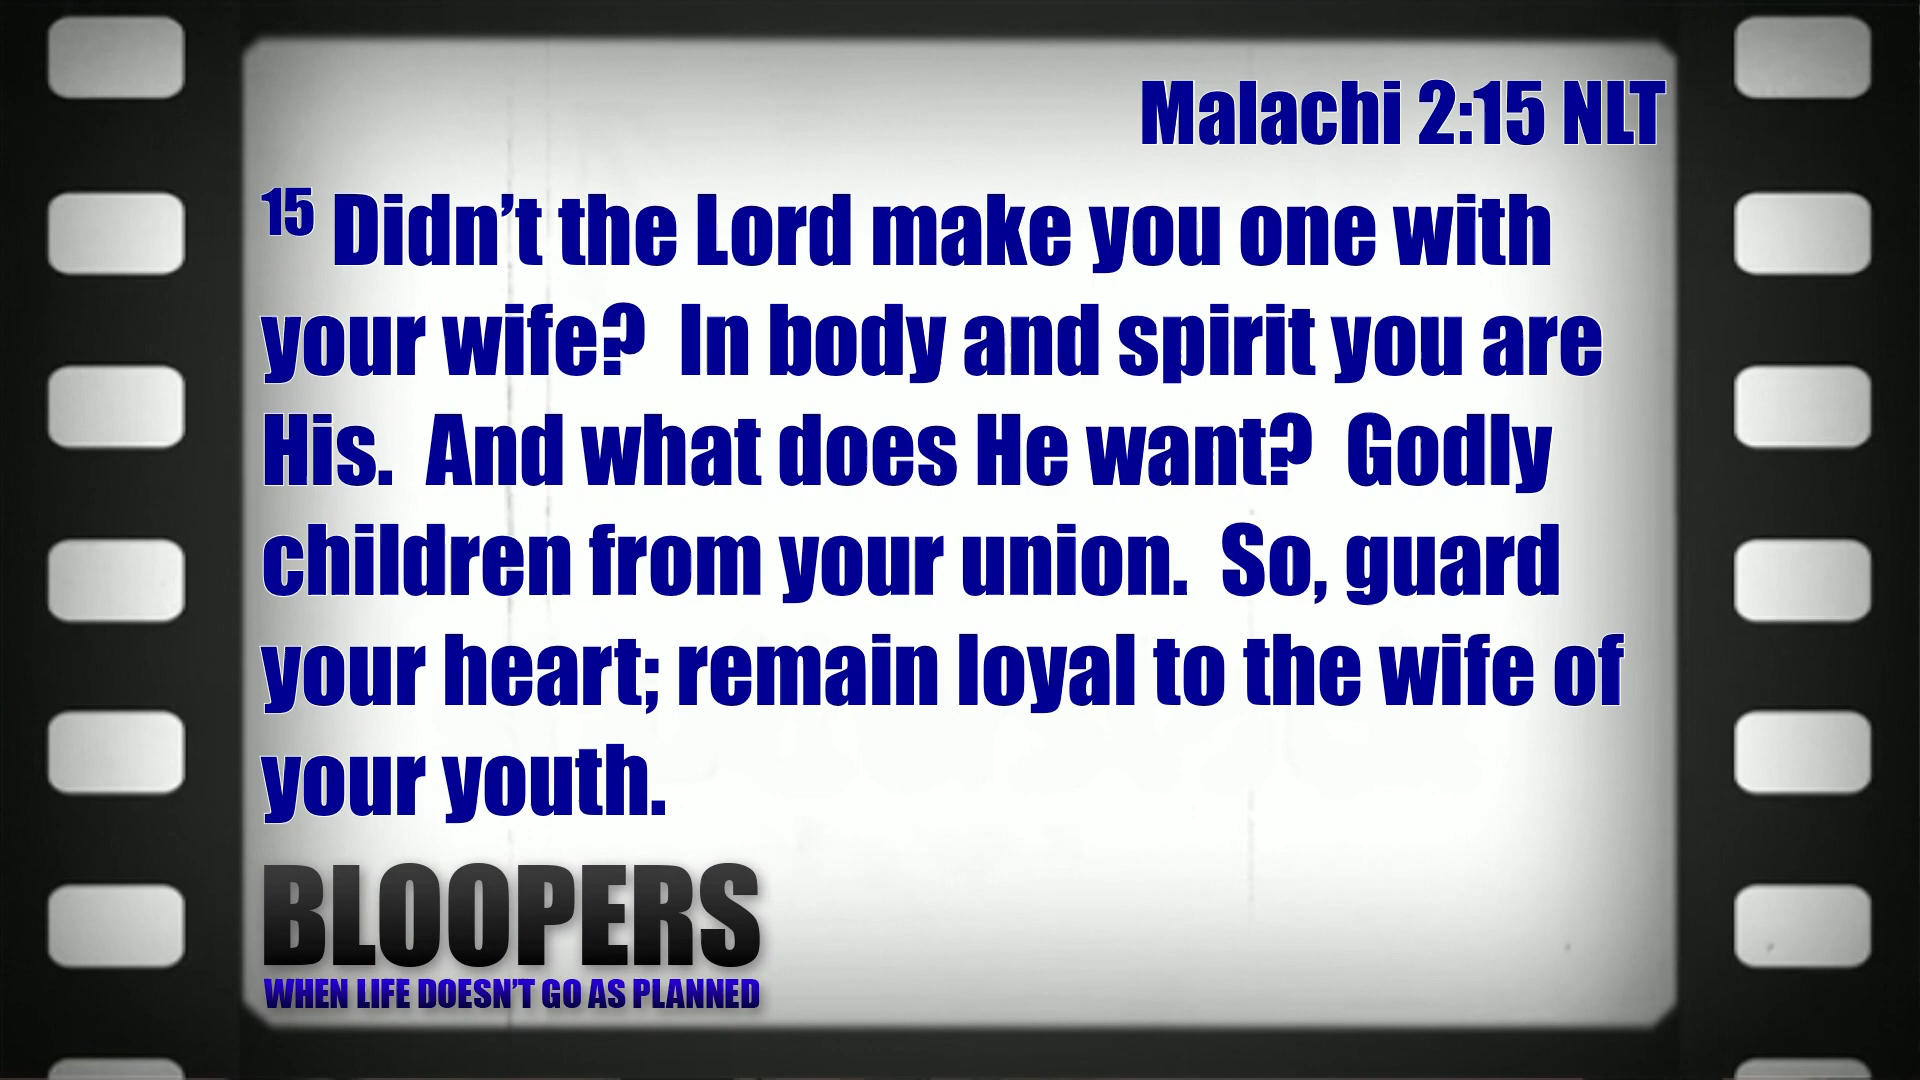 Malachi 2:15 NLT
15 Didn’t the Lord make you one with
your wife?  In body and spirit you are
His.  And what does He want?  Godly
children from your union.  So, guard
your heart; remain loyal to the wife of
your youth.
BLOOPERS
WHEN LIFE DOESN’T GO AS PLANNED